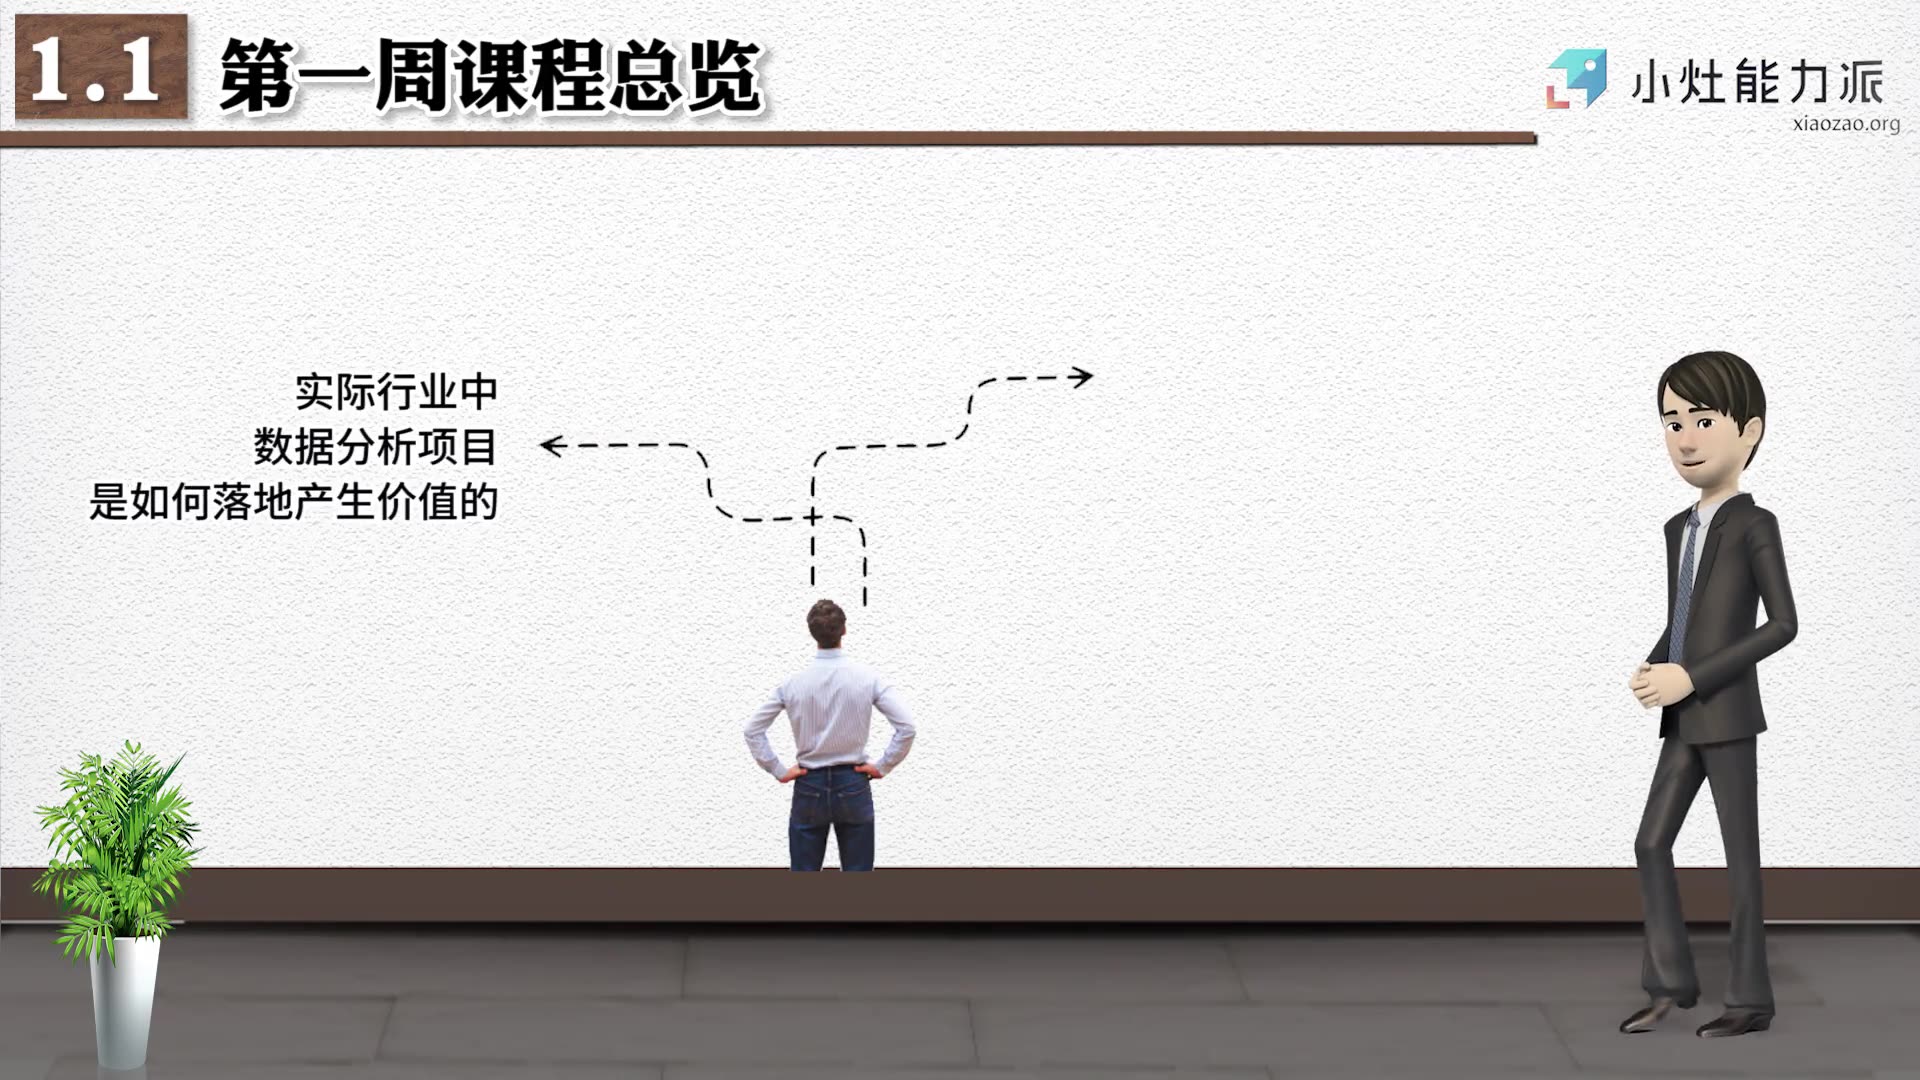 1.1 第一周课程总览
小灶能力派
xiaozao.org
实际行业中
数据分析项目
是如何落地产生价值的